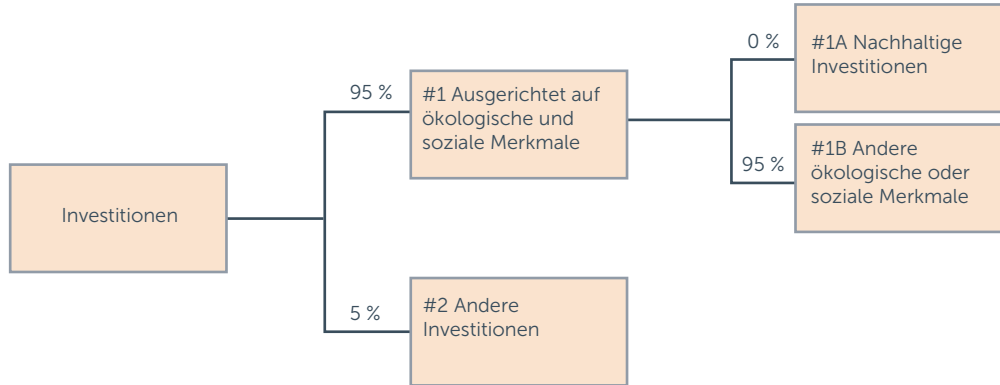 Investitionen
95 %
#1 Ausgerichtet auf
ökologische und
soziale Merkmale
0 %
#1A Nachhaltige
Investitionen
95 %
#1B Andere
ökologische oder
soziale Merkmale
5 %
#2 Andere
Investitionen